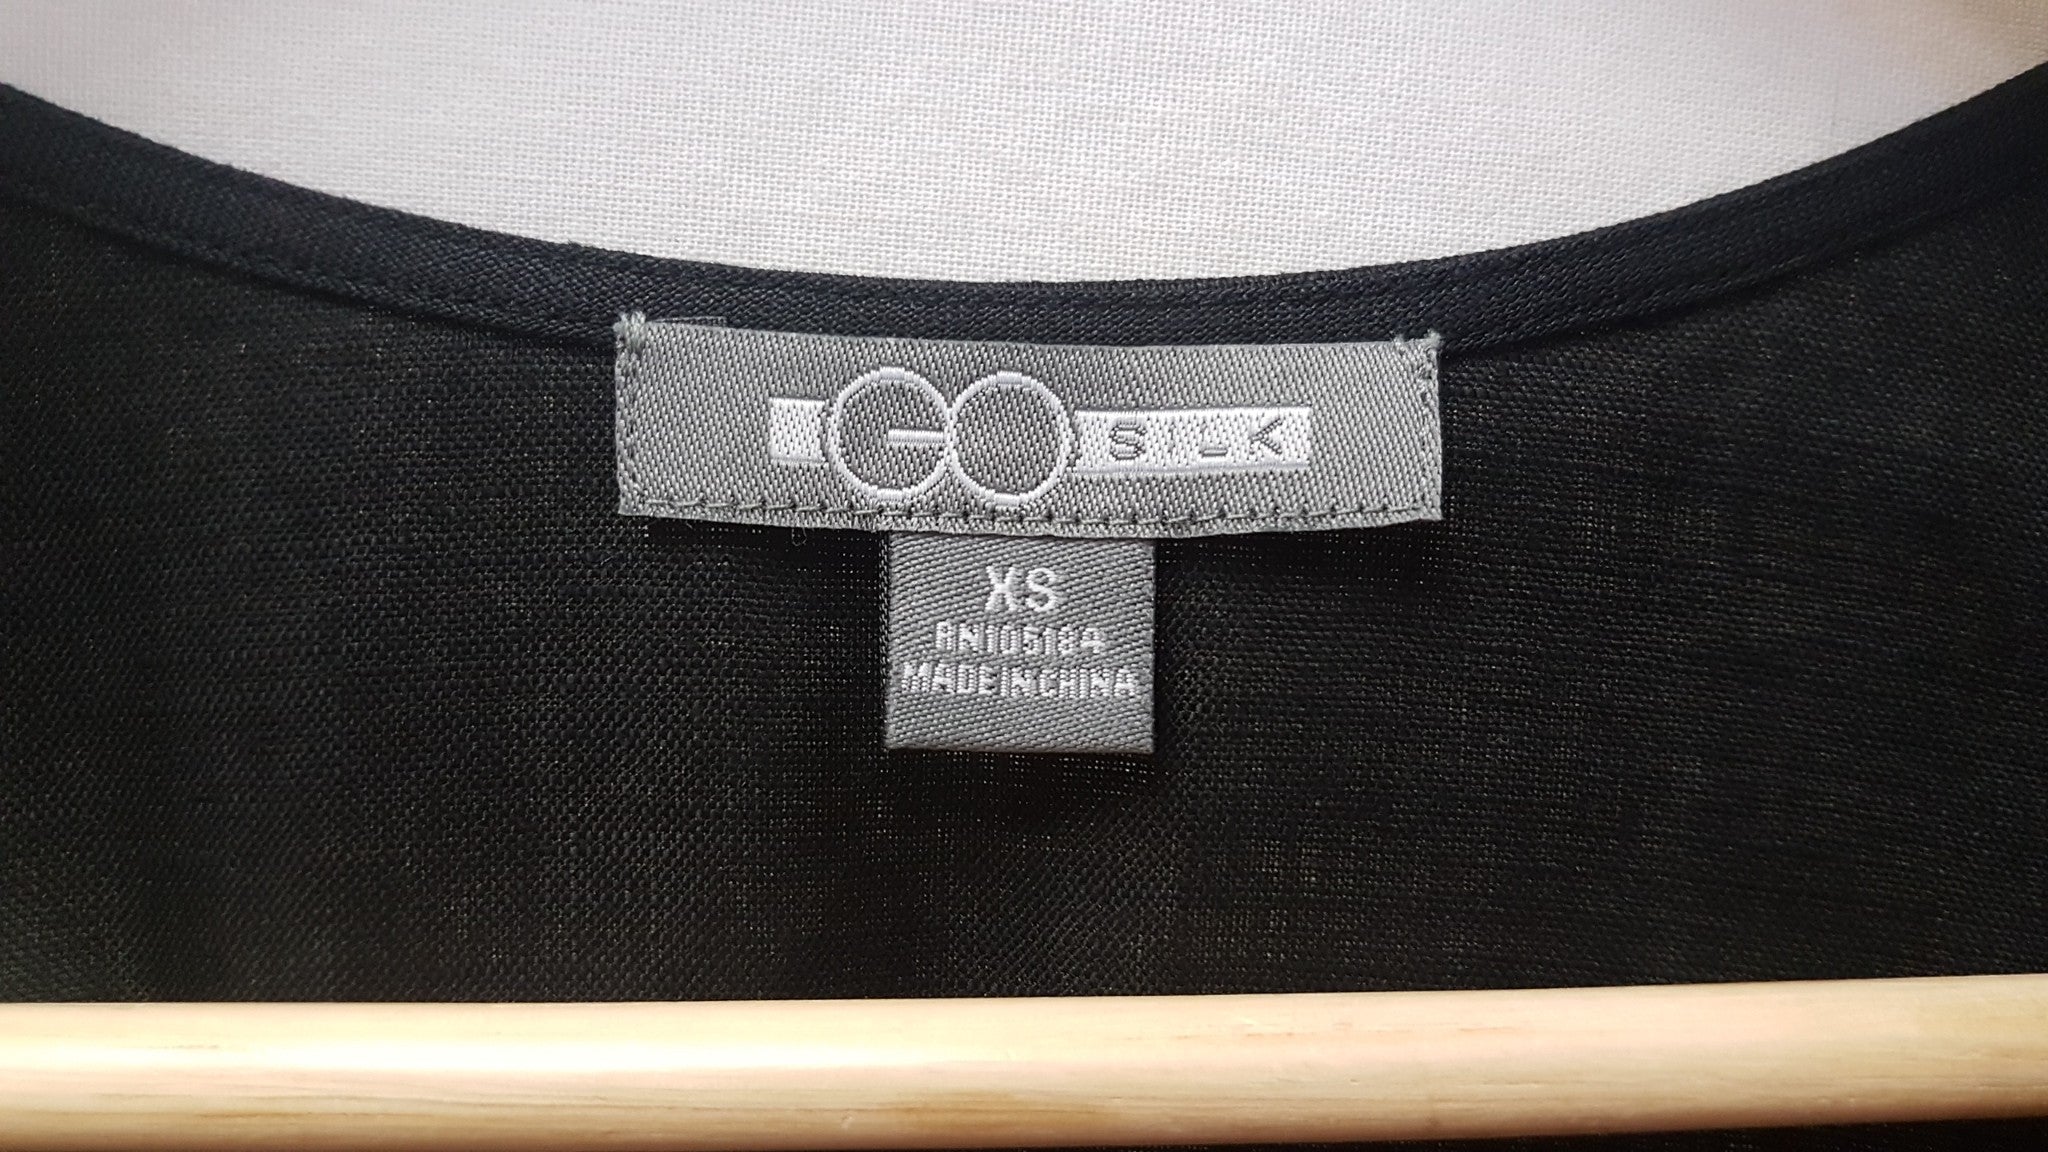 GO SILK
XS
RN105184
MADE IN CHINA